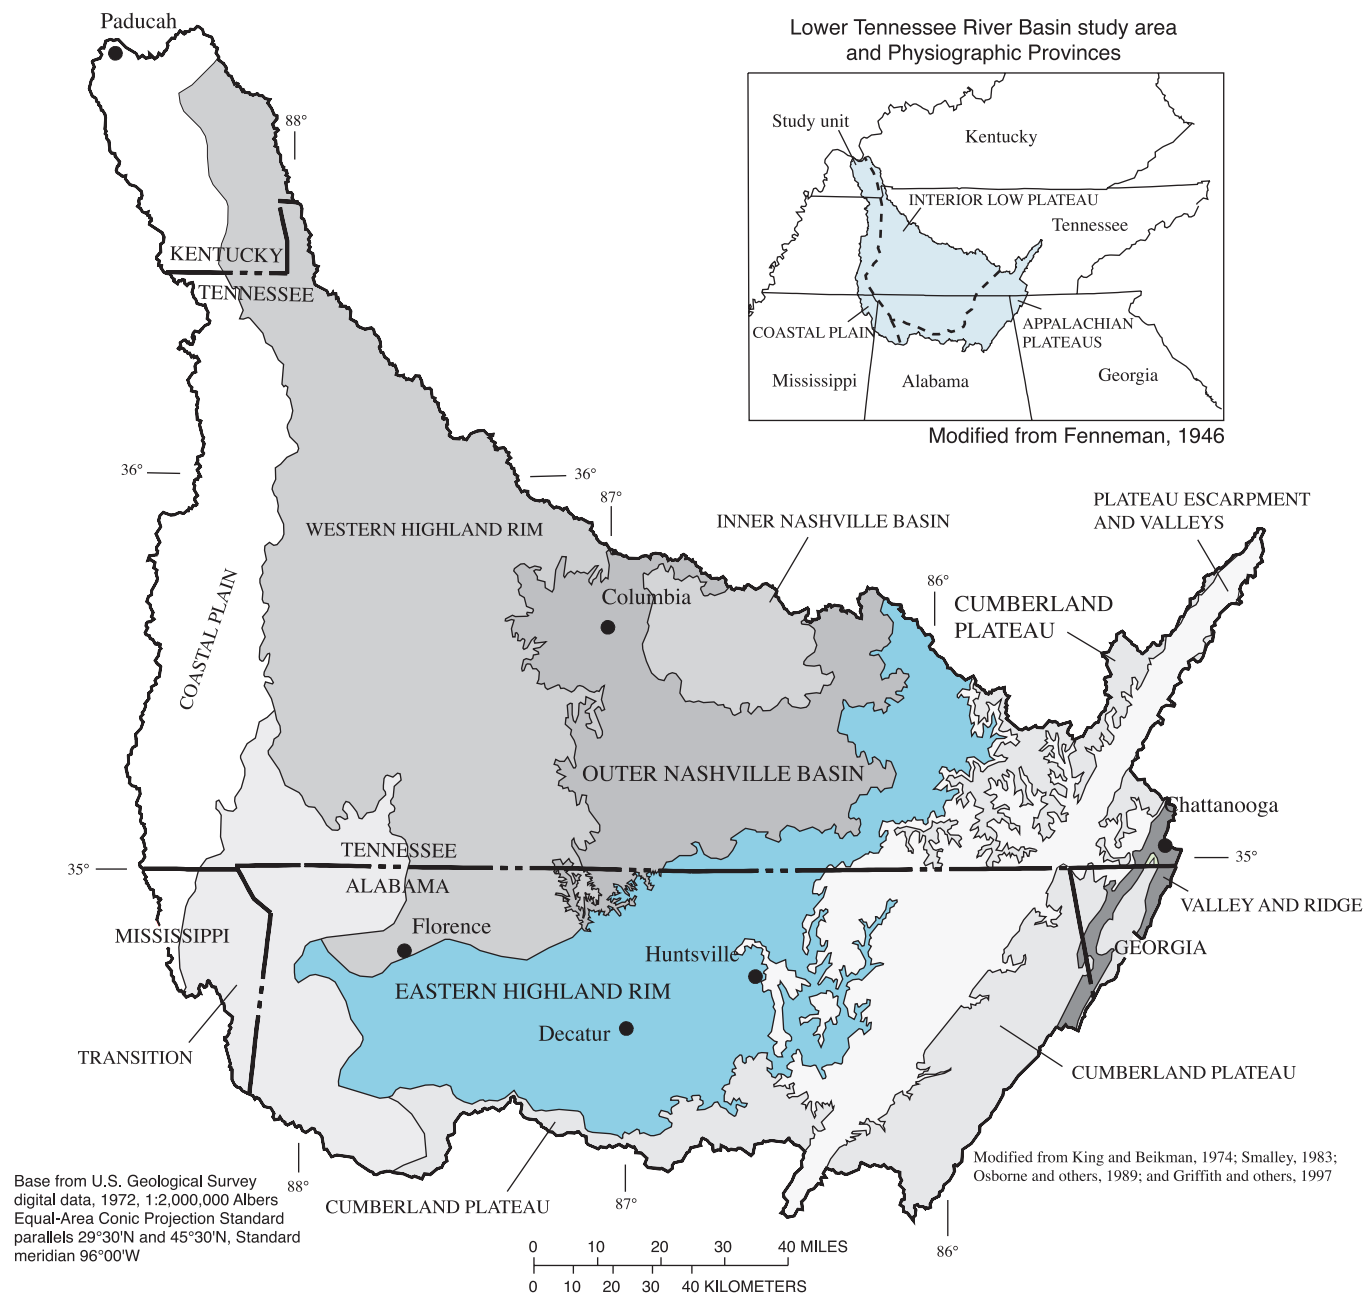 Paducah
Lower Tennessee River Basin study area
and Physiographic Provinces
Study unit
Kentucky
INTERIOR LOW PLATEAU
Tennessee
COASTAL PLAIN
APPALACHIAN
PLATEAUS
Mississippi
Alabama
Georgia
Modified from Fenneman, 1946
88°
KENTUCKY
TENNESSEE
36°
36°
87°
WESTERN HIGHLAND RIM
INNER NASHVILLE BASIN
PLATEAU ESCARPMENT
AND VALLEYS
86°
CUMBERLAND
PLATEAU
COASTAL PLAIN
Columbia
OUTER NASHVILLE BASIN
Chattanooga
TENNESSEE
35°
35°
ALABAMA
VALLEY AND RIDGE
MISSISSIPPI
Florence
GEORGIA
Huntsville
EASTERN HIGHLAND RIM
Decatur
TRANSITION
CUMBERLAND PLATEAU
Modified from King and Beikman, 1974; Smalley, 1983;
Osborne and others, 1989; and Griffith and others, 1997
Base from U.S. Geological Survey
digital data, 1972, 1:2,000,000 Albers
Equal-Area Conic Projection Standard
parallels 29°30'N and 45°30'N, Standard
meridian 96°00'W
88°
CUMBERLAND PLATEAU
87°
86°
0 10 20 30 40 MILES
0 10 20 30 40 KILOMETERS